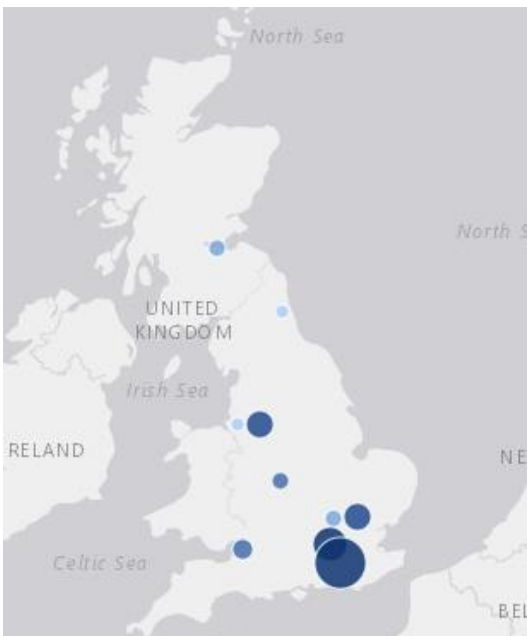 North Sea
North S
UNITED
KINGDOM
Irish Sea
RELAND
NE
Celtic Sea
BEL